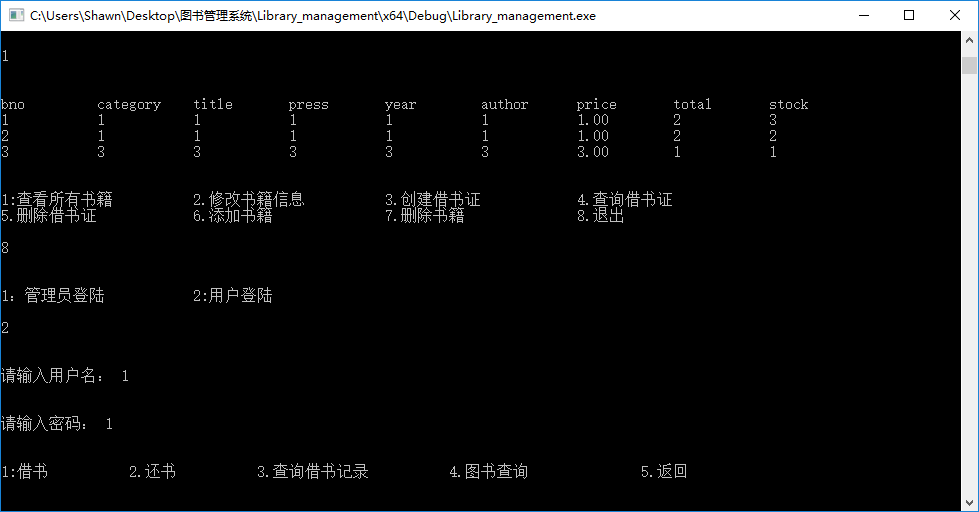 C:\Users\Shawn\Desktop\图书管理系统\Library_management\x64\Debug\Library_management.exe
1
bno category title press year author price total stock
1 1 1 1 1 1 1.00 2 3
2 1 1 1 1 1 1.00 2 2
3 3 3 3 3 3 3.00 1 1
1:查看所有书籍 2.修改书籍信息 3.创建借书证 4.查询借书证
5.删除借书证 6.添加书籍 7.删除书籍 8.退出
8
1：管理员登陆 2:用户登陆
2
请输入用户名： 1
请输入密码： 1
1:借书 2.还书 3.查询借书记录 4.图书查询 5.返回